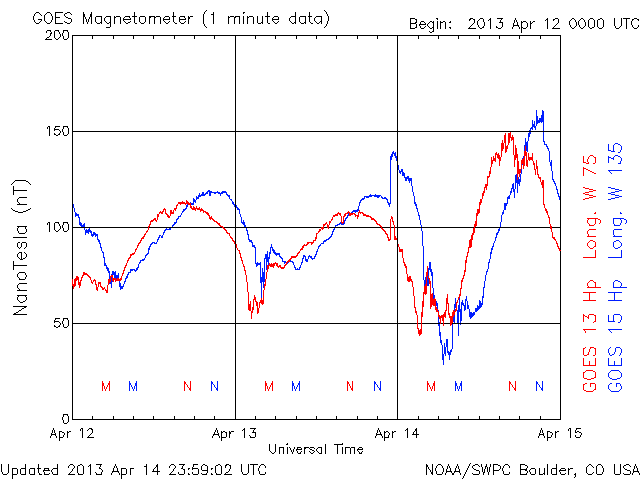 GOES Magnetometer (1 minute data) Begin: 2013 Apr 12 0000 UTC
200
150
100
50
0
NanoTesla (nT)
M M N N M M N N M M N N
Apr 12 Apr 13 Apr 14 Apr 15
Universal Time
GOES 13 Hp Long. W 75
GOES 15 Hp Long. W 135
Updated 2013 Apr 14 23:59:02 UTC NOAA/SWPC Boulder, CO USA